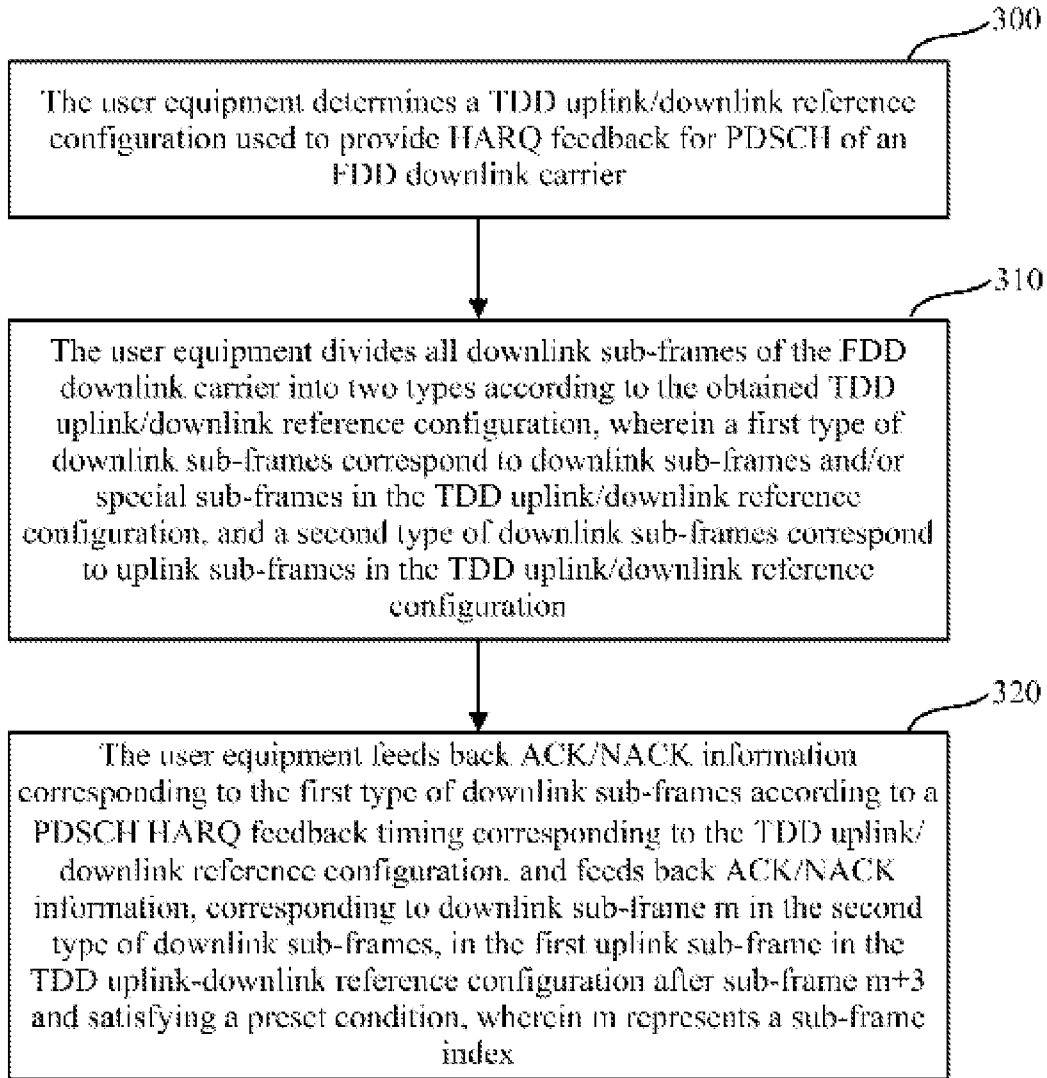 300
The user equipment determines a TDD uplink/downlink reference
configuration used to provide HARQ feedback for PDSCH of an
FDD downlink carrier
310
The user equipment divides all downlink sub-frames of the FDD
downlink carrier into two types according to the obtained TDD
uplink/downlink reference configuration, wherein a first type of
downlink sub-frames correspond to downlink sub-frames and/or
special sub-frames in the TDD uplink/downlink reference
configuration, and a second type of downlink sub-frames correspond
to uplink sub-frames in the TDD uplink/downlink reference
configuration
320
The user equipment feeds back ACK/NACK information
corresponding to the first type of downlink sub-frames according to a
PDSCH HARQ feedback timing corresponding to the TDD uplink/
downlink reference configuration, and feeds back ACK/NACK
information, corresponding to downlink sub-frame m in the second
type of downlink sub-frames, in the first uplink sub-frame in the
TDD uplink-downlink reference configuration after sub-frame m+3
and satisfying a preset condition, wherein m represents a sub-frame
index